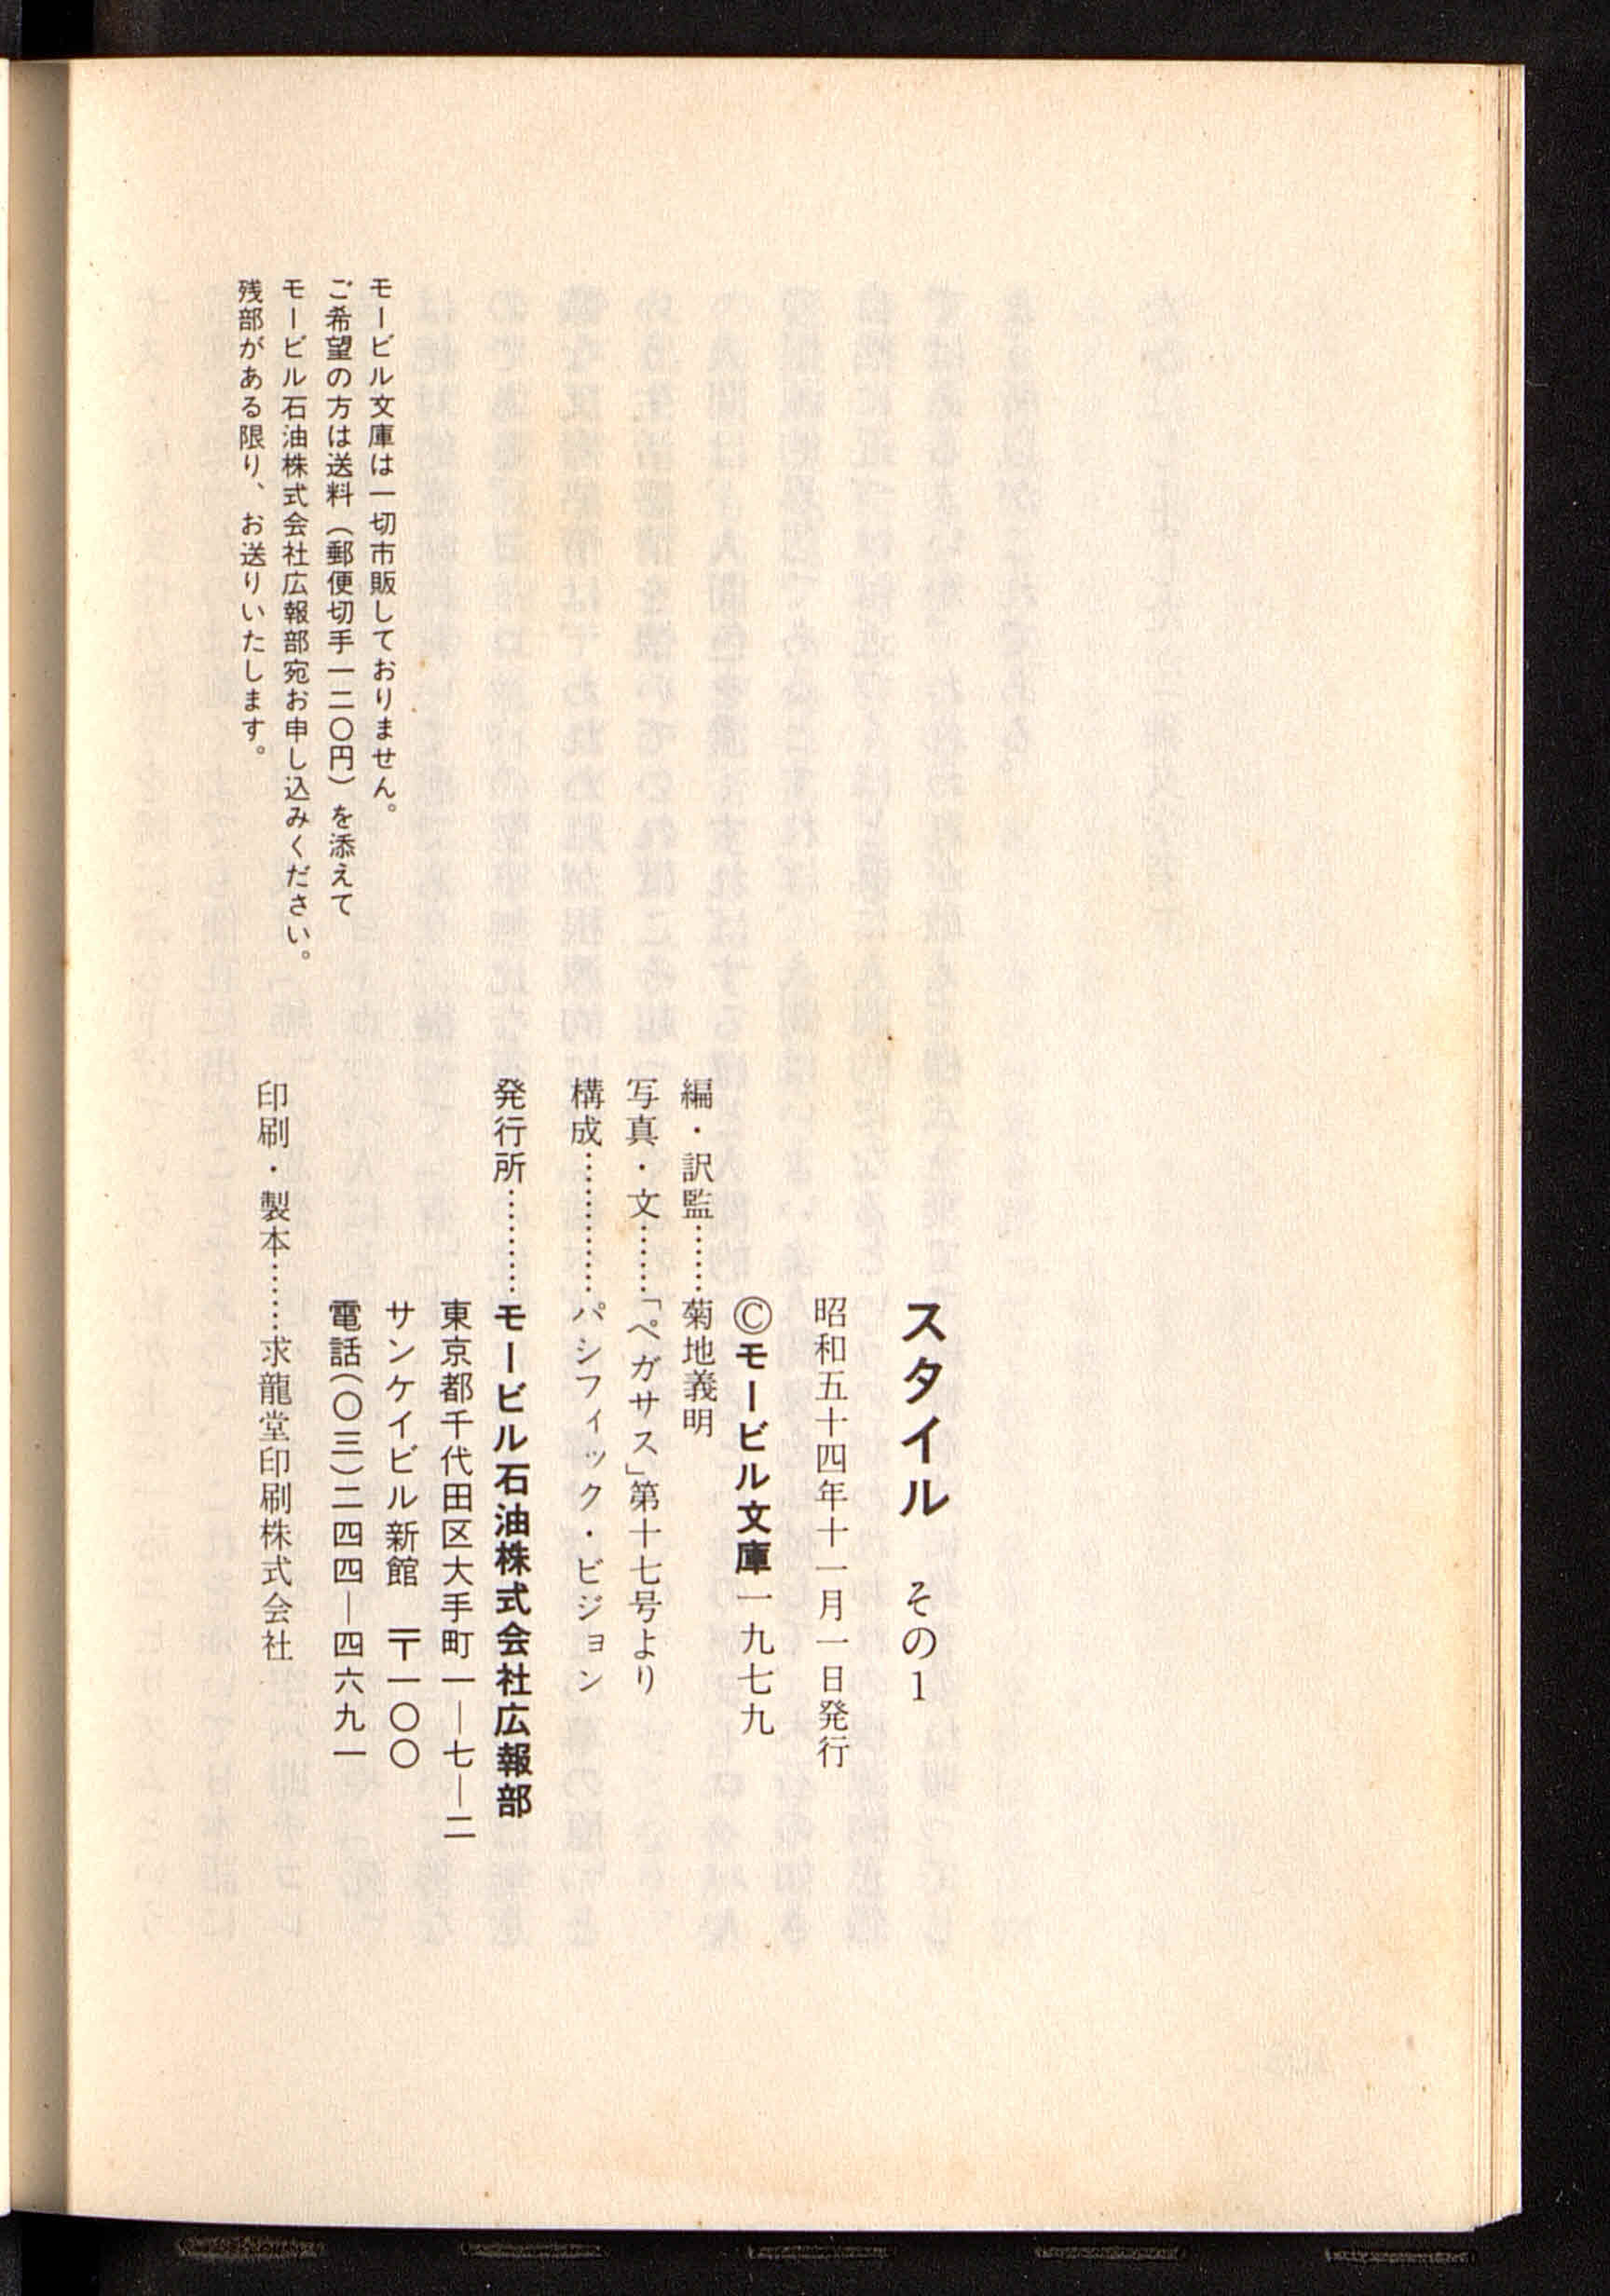 スタイル　その1
昭和五十四年十一月一日発行
©モービル文庫一九七九
編・訳監………菊地義明
写真・文………「ペガサス」第十七号より
構成………………パシフィック・ビジョン
発行所…………モービル石油株式会社広報部
東京都千代田区大手町一―七―二
サンケイビル新館　〒一〇〇
電話(〇三)二四四―四六九一
印刷・製本………求龍堂印刷株式会社
モービル文庫は一切市販しておりません。
ご希望の方は送料(郵便切手一二〇円)を添えて
モービル石油株式会社広報部宛お申し込みください。
残部がある限り、お送りいたします。